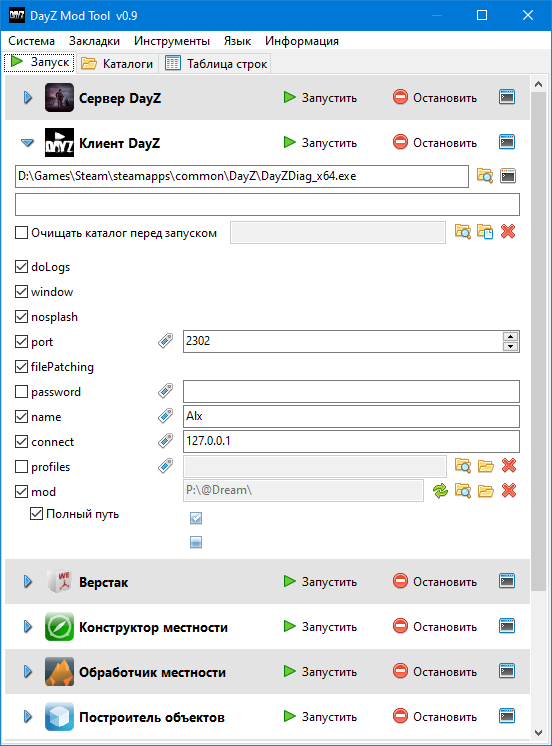 DayZ Mod Tool v0.9
Система Закладки Инструменты Язык Информация
Запуск Каталоги Таблица строк
Сервер DayZ Запустить Остановить
DAYZ Клиент DayZ Запустить Остановить
D:\Games\Steam\steamapps\common\DayZ\DayZDiag_x64.exe
Очищать каталог перед запуском
doLogs
window
nosplash
port 2302
filePatching
password
name Alx
connect 127.0.0.1
profiles
mod P:\@Dream\
Полный путь
WE Верстак Запустить Остановить
Конструктор местности Запустить Остановить
Обработчик местности Запустить Остановить
Построитель объектов Запустить Остановить